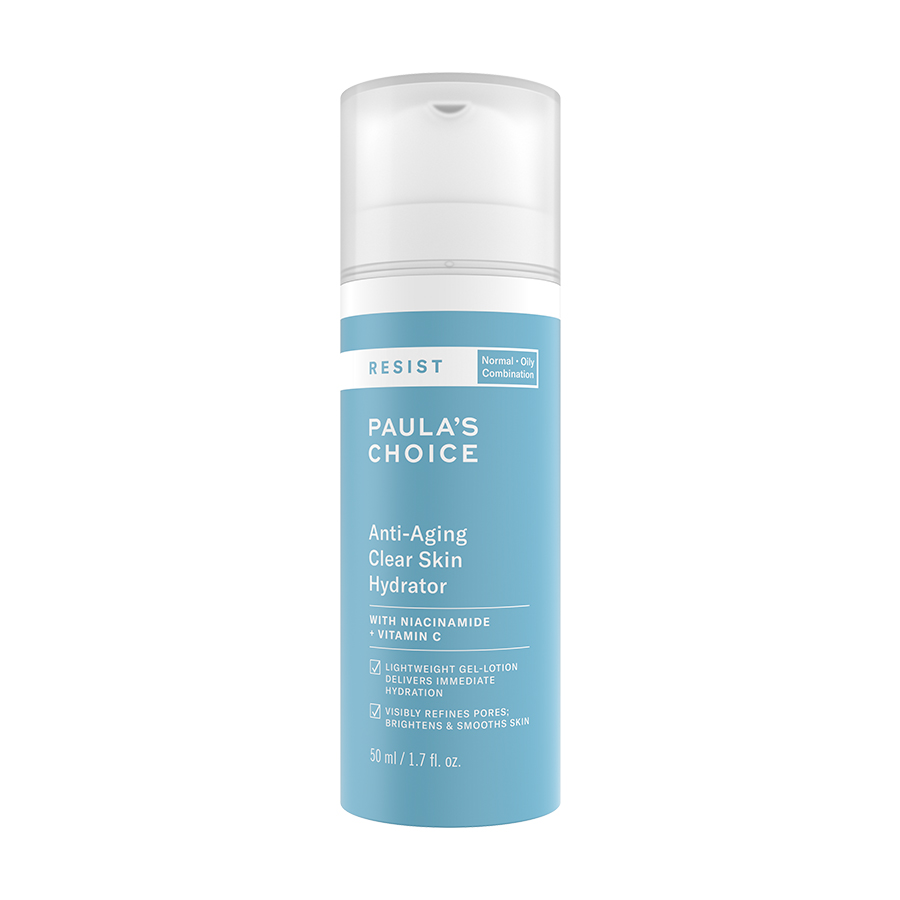 RESIST
Normal • Oily
Combination
PAULA'S
CHOICE
Anti-Aging
Clear Skin
Hydrator
WITH NIACINAMIDE
+ VITAMIN C
LIGHTWEIGHT GEL-LOTION
DELIVERS IMMEDIATE
HYDRATION
VISIBLY REFINES PORES;
BRIGHTENS & SMOOTHS SKIN
50 ml / 1.7 fl. oz.